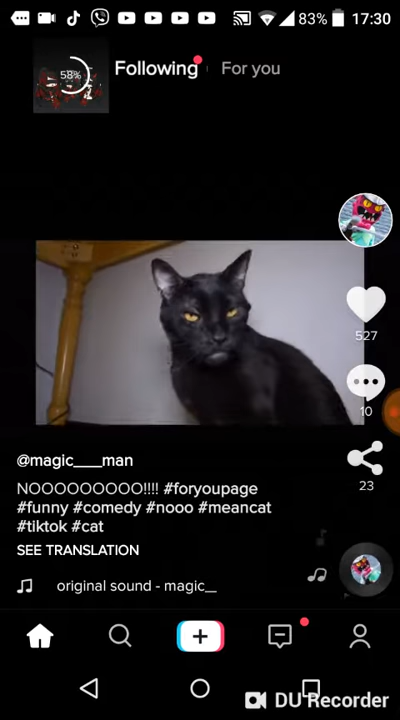 83% 17:30
58%
Following For you
527
10
@magic___man
23
NOOOOOOOOO!!!! #foryoupage
#funny #comedy #nooo #meancat
#tiktok #cat
SEE TRANSLATION
original sound - magic_
DU Recorder